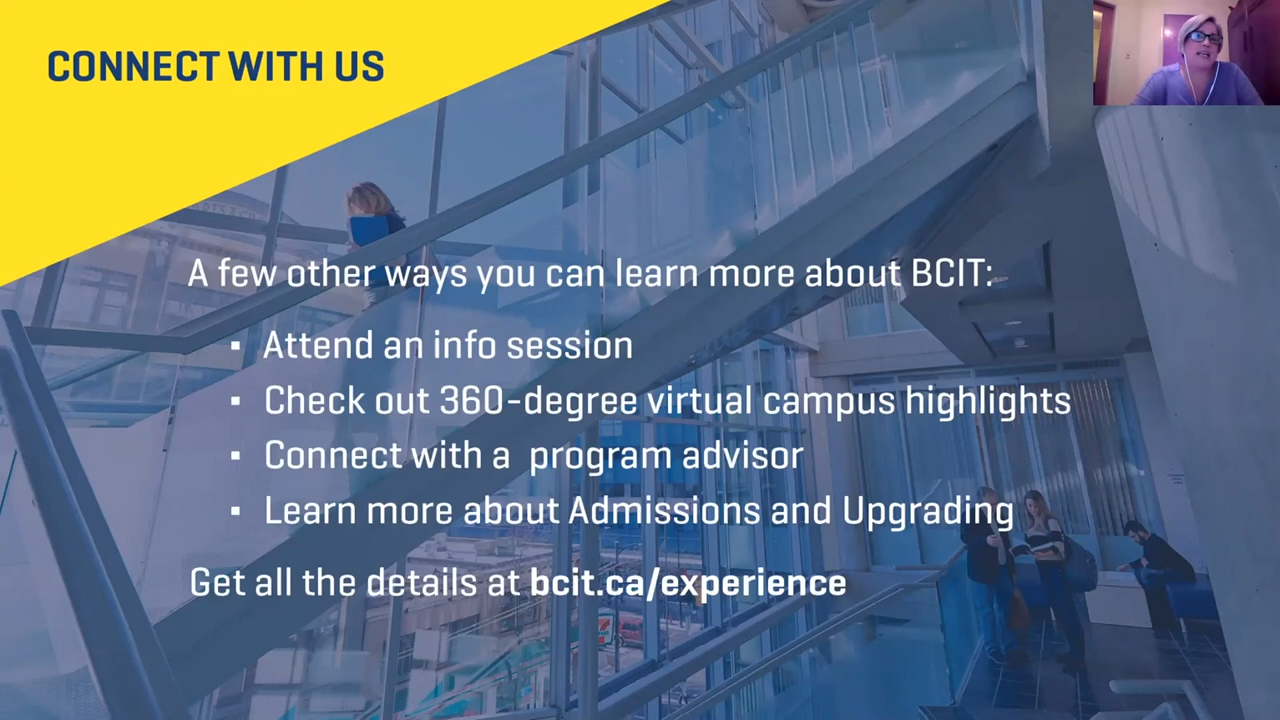 CONNECT WITH US
A few other ways you can learn more about BCIT:
▪ Attend an info session
▪ Check out 360-degree virtual campus highlights
▪ Connect with a program advisor
▪ Learn more about Admissions and Upgrading
Get all the details at bcit.ca/experience